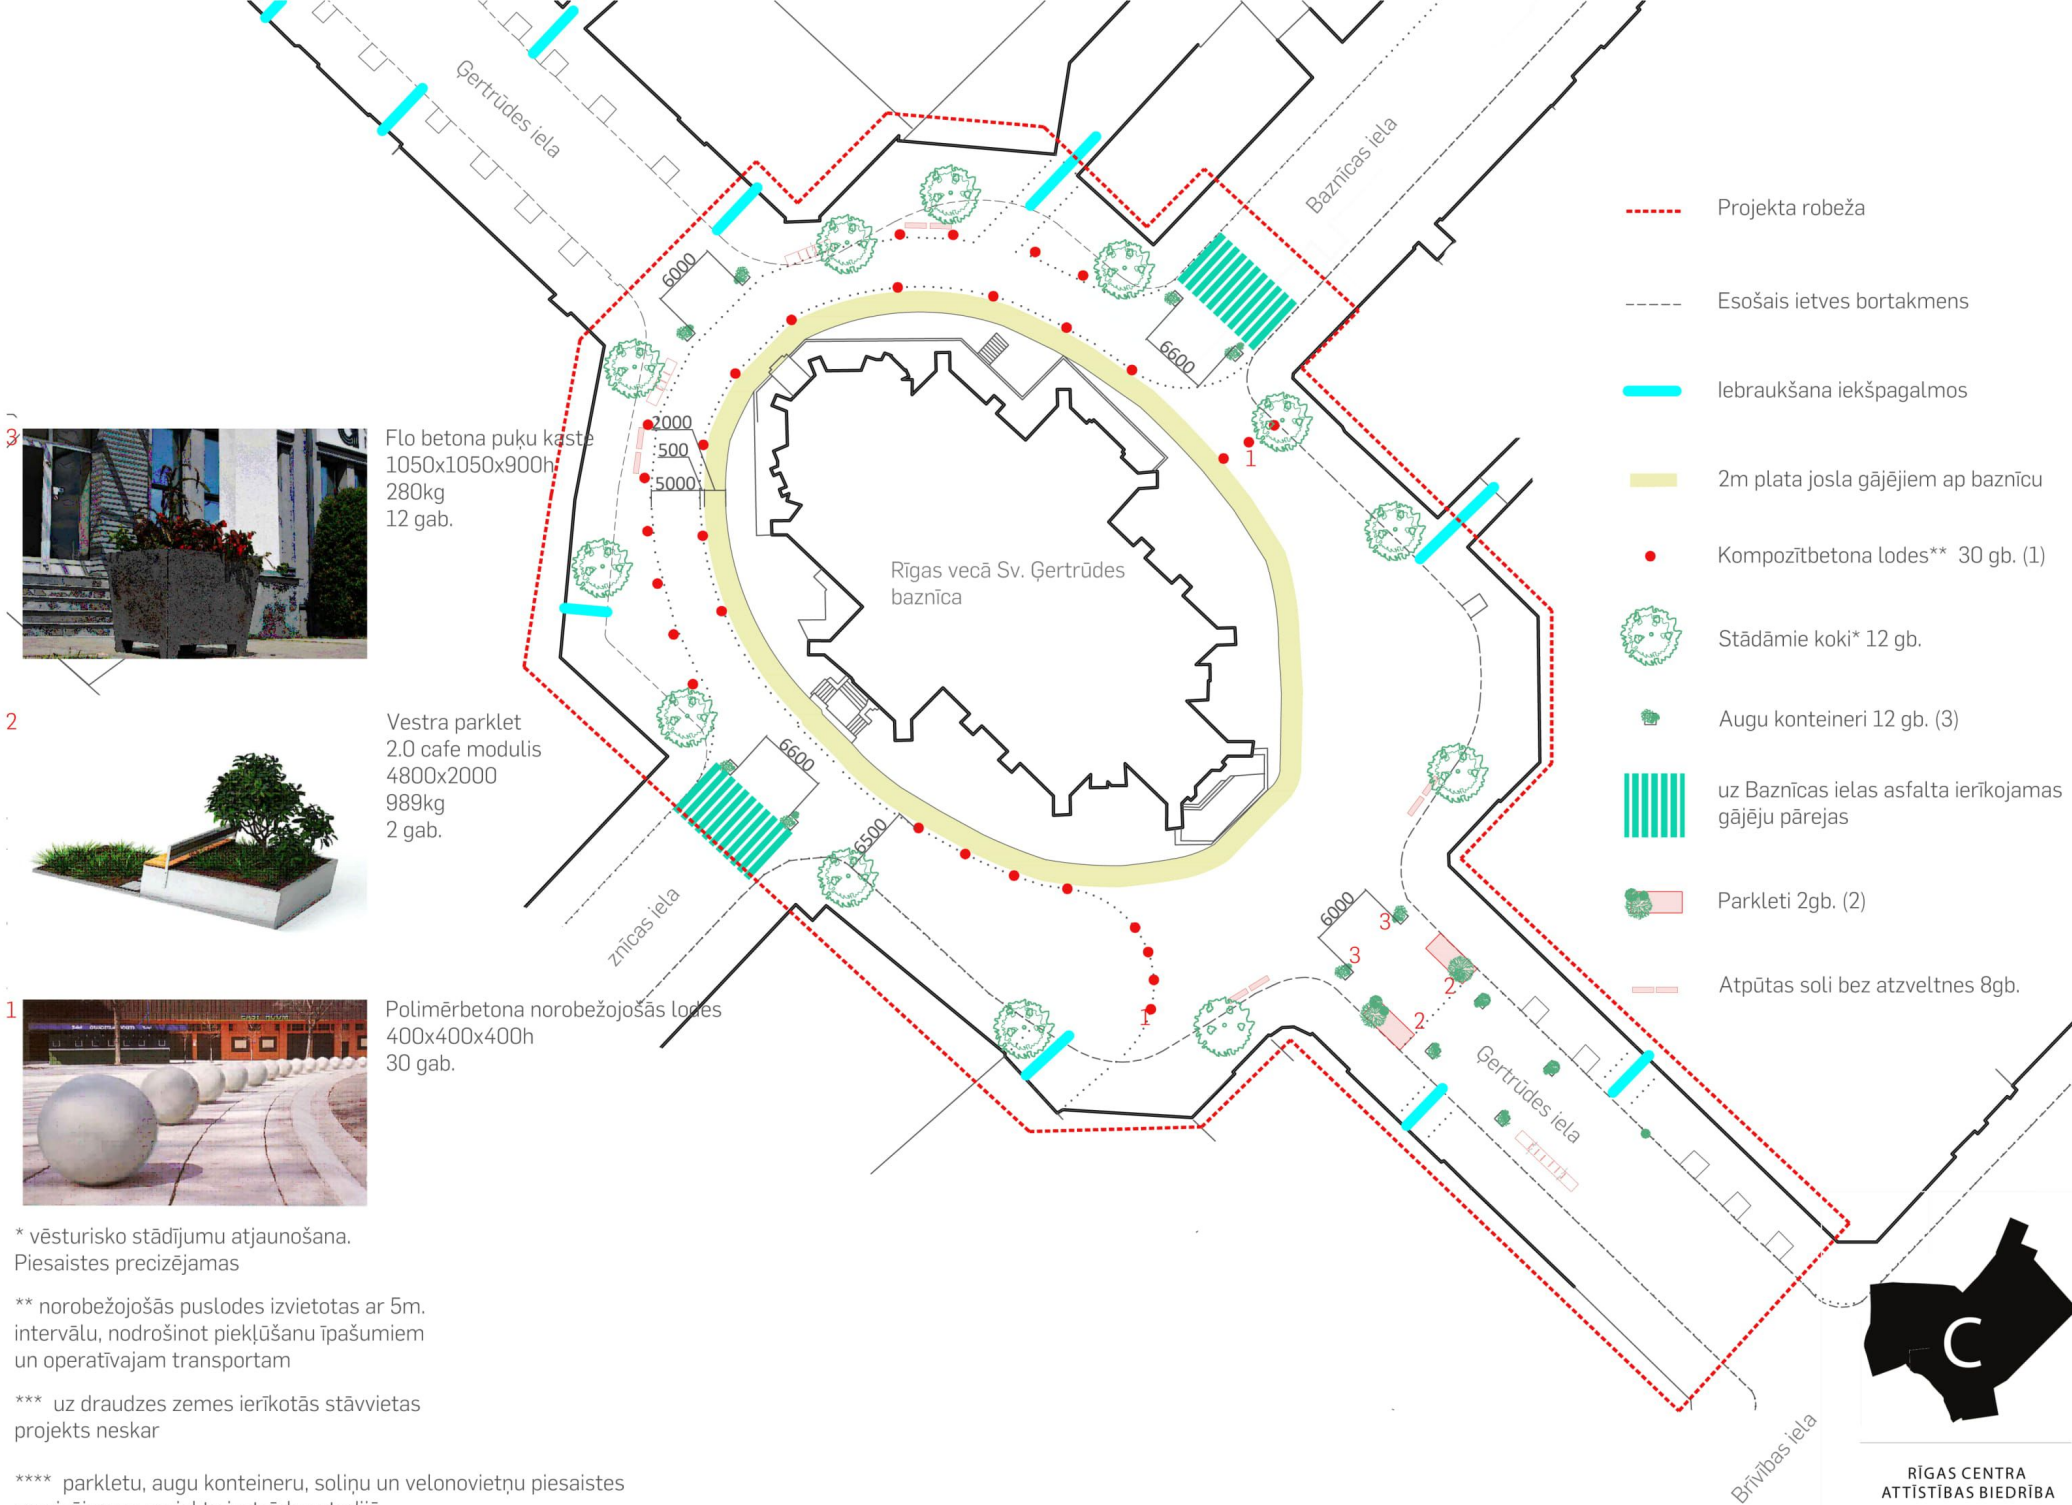 Ģertrūdes iela
Baznīcas iela
Projekta robeža
Esošais ietves bortakmens
Iebraukšana iekšpagalmos
2m plata josla gājējiem ap baznīcu
Kompozītbetona lodes** 30 gb. (1)
Stādāmie koki* 12 gb.
Augu konteineri 12 gb. (3)
uz Baznīcas ielas asfalta ierīkojamas
gājēju pārejas
Parkleti 2gb. (2)
Atpūtas soli bez atzveltnes 8gb.
6000
6600
2000
500
5000
1
Rīgas vecā Sv. Ģertrūdes
baznīca
6600
6500
znīcas iela
6000
3
3
2
2
1
Ģertrūdes iela
Brīvības iela
3
Flo betona puķu kaste
1050x1050x900h
280kg
12 gab.
2
Vestra parklet
2.0 cafe modulis
4800x2000
989kg
2 gab.
1
Polimērbetona norobežojošās lodes
400x400x400h
30 gab.
* vēsturisko stādījumu atjaunošana.
Piesaistes precizējamas
** norobežojošās puslodes izvietotas ar 5m.
intervālu, nodrošinot piekļūšanu īpašumiem
un operatīvajam transportam
*** uz draudzes zemes ierīkotās stāvvietas
projekts neskar
**** parkletu, augu konteineru, soliņu un velonovietņu piesaistes
C
RĪGAS CENTRA
ATTĪSTĪBAS BIEDRĪBA